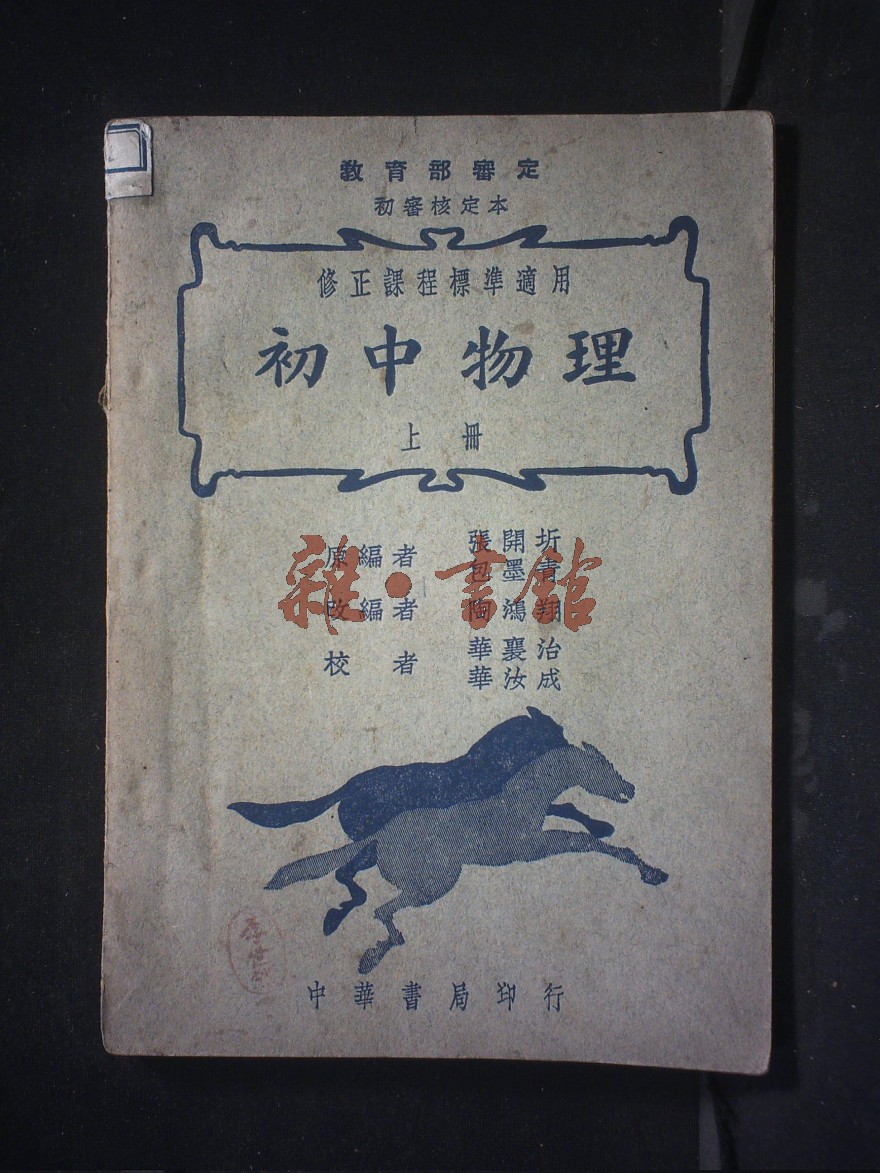 教育部審定
初審核定本
修正課程標準適用
初中物理
上冊
原編者 張開圻
包墨青
改編者 陶鴻翔
校者 華襄治
華汝成
雜·書館
中華書局印行